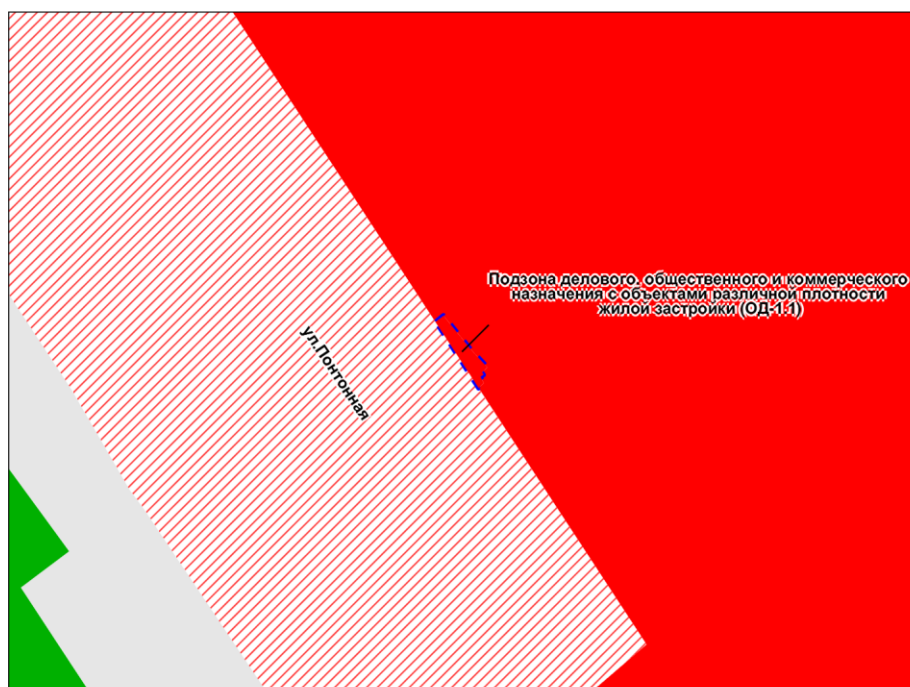 Подзона делового, общественного и коммерческого
назначения с объектами различной плотности
жилой застройки (ОД-1.1)
ул.Понтонная